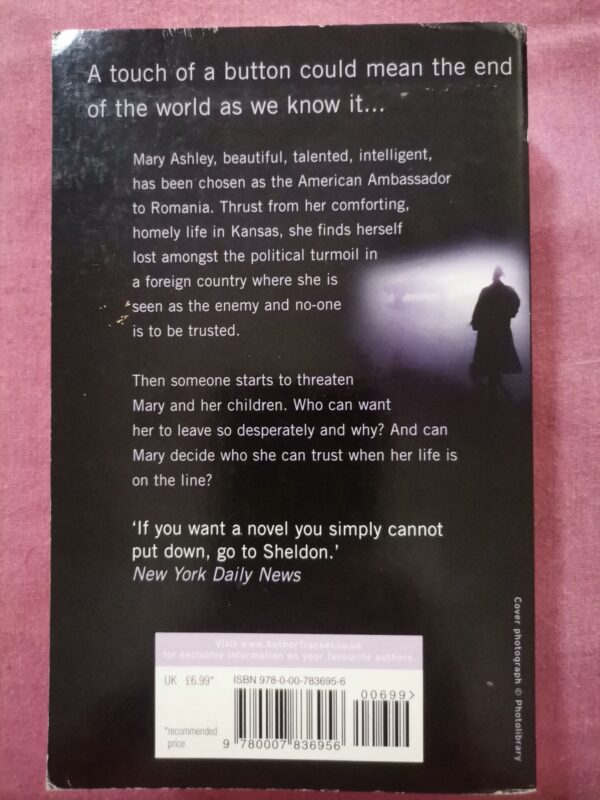 A touch of a button could mean the end
of the world as we know it...
Mary Ashley, beautiful, talented, intelligent,
has been chosen as the American Ambassador
to Romania. Thrust from her comforting,
homely life in Kansas, she finds herself
lost amongst the political turmoil in
a foreign country where she is
seen as the enemy and no-one
is to be trusted.
Then someone starts to threaten
Mary and her children. Who can want
her to leave so desperately and why? And can
Mary decide who she can trust when her life is
on the line?
'If you want a novel you simply cannot
put down, go to Sheldon.'
New York Daily News
Cover photograph © Photolibrary
Visit www.AuthorTracker.co.uk
for exclusive information on your favourite authors.
UK £6.99*
ISBN 978-0-00-783695-6
00699>
*recommended
price
9 780007 836956